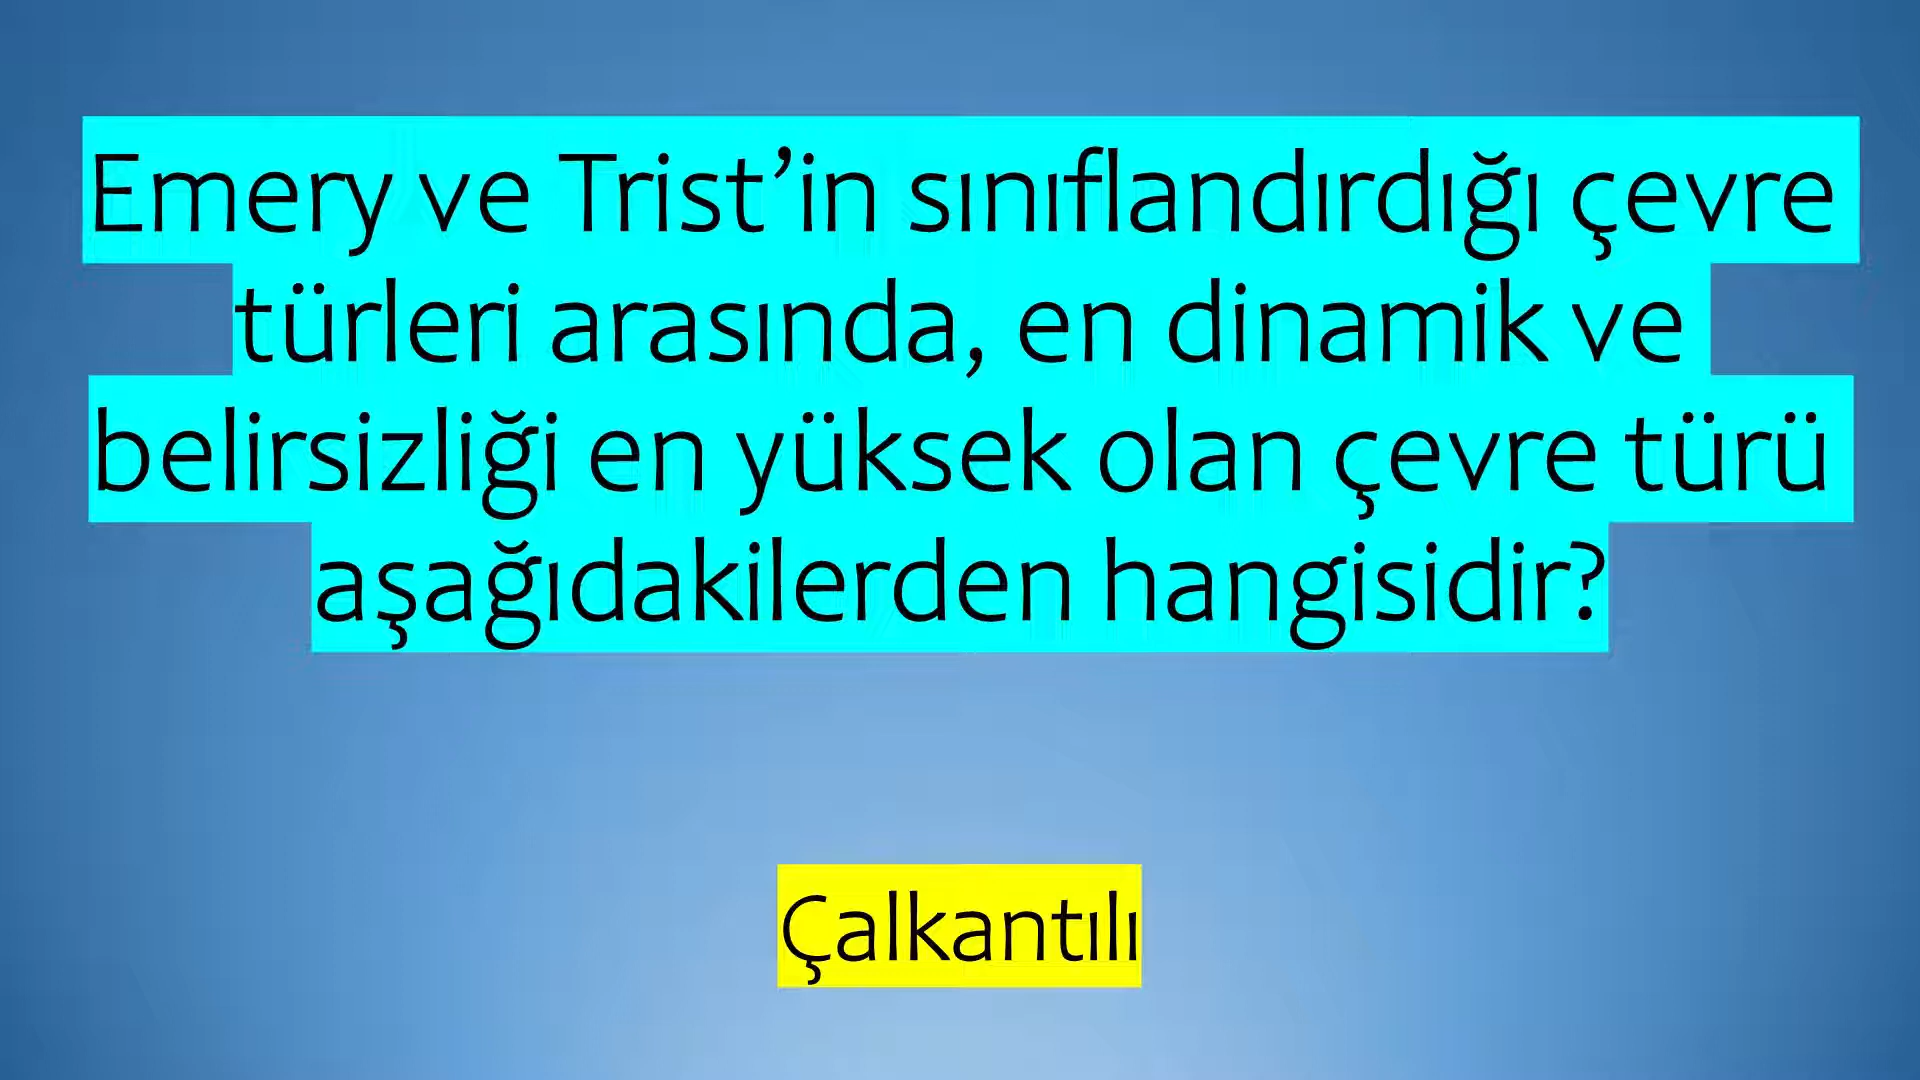 Emery ve Trist’in sınıflandırdığı çevre
türleri arasında, en dinamik ve
belirsizliği en yüksek olan çevre türü
aşağıdakilerden hangisidir?
Çalkantılı